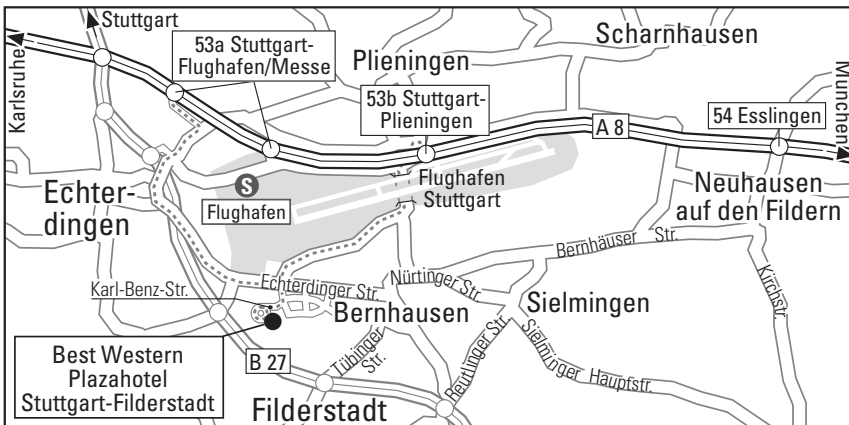 Stuttgart
Karlsruhe
53a Stuttgart-
Flughafen/Messe
Plieningen
Scharnhausen
53b Stuttgart-
Plieningen
A 8
54 Esslingen
München
Echter-
dingen
S
Flughafen
Flughafen
Stuttgart
Neuhausen
auf den Fildern
Bernhäuser Str.
Kirchstr.
Karl-Benz-Str.
Echterdinger Str.
Nürtinger Str.
Bernhausen
Sielmingen
Best Western
Plazahotel
Stuttgart-Filderstadt
B 27
Tübinger
Str.
Reutlinger Str.
Sielminger Hauptstr.
Filderstadt